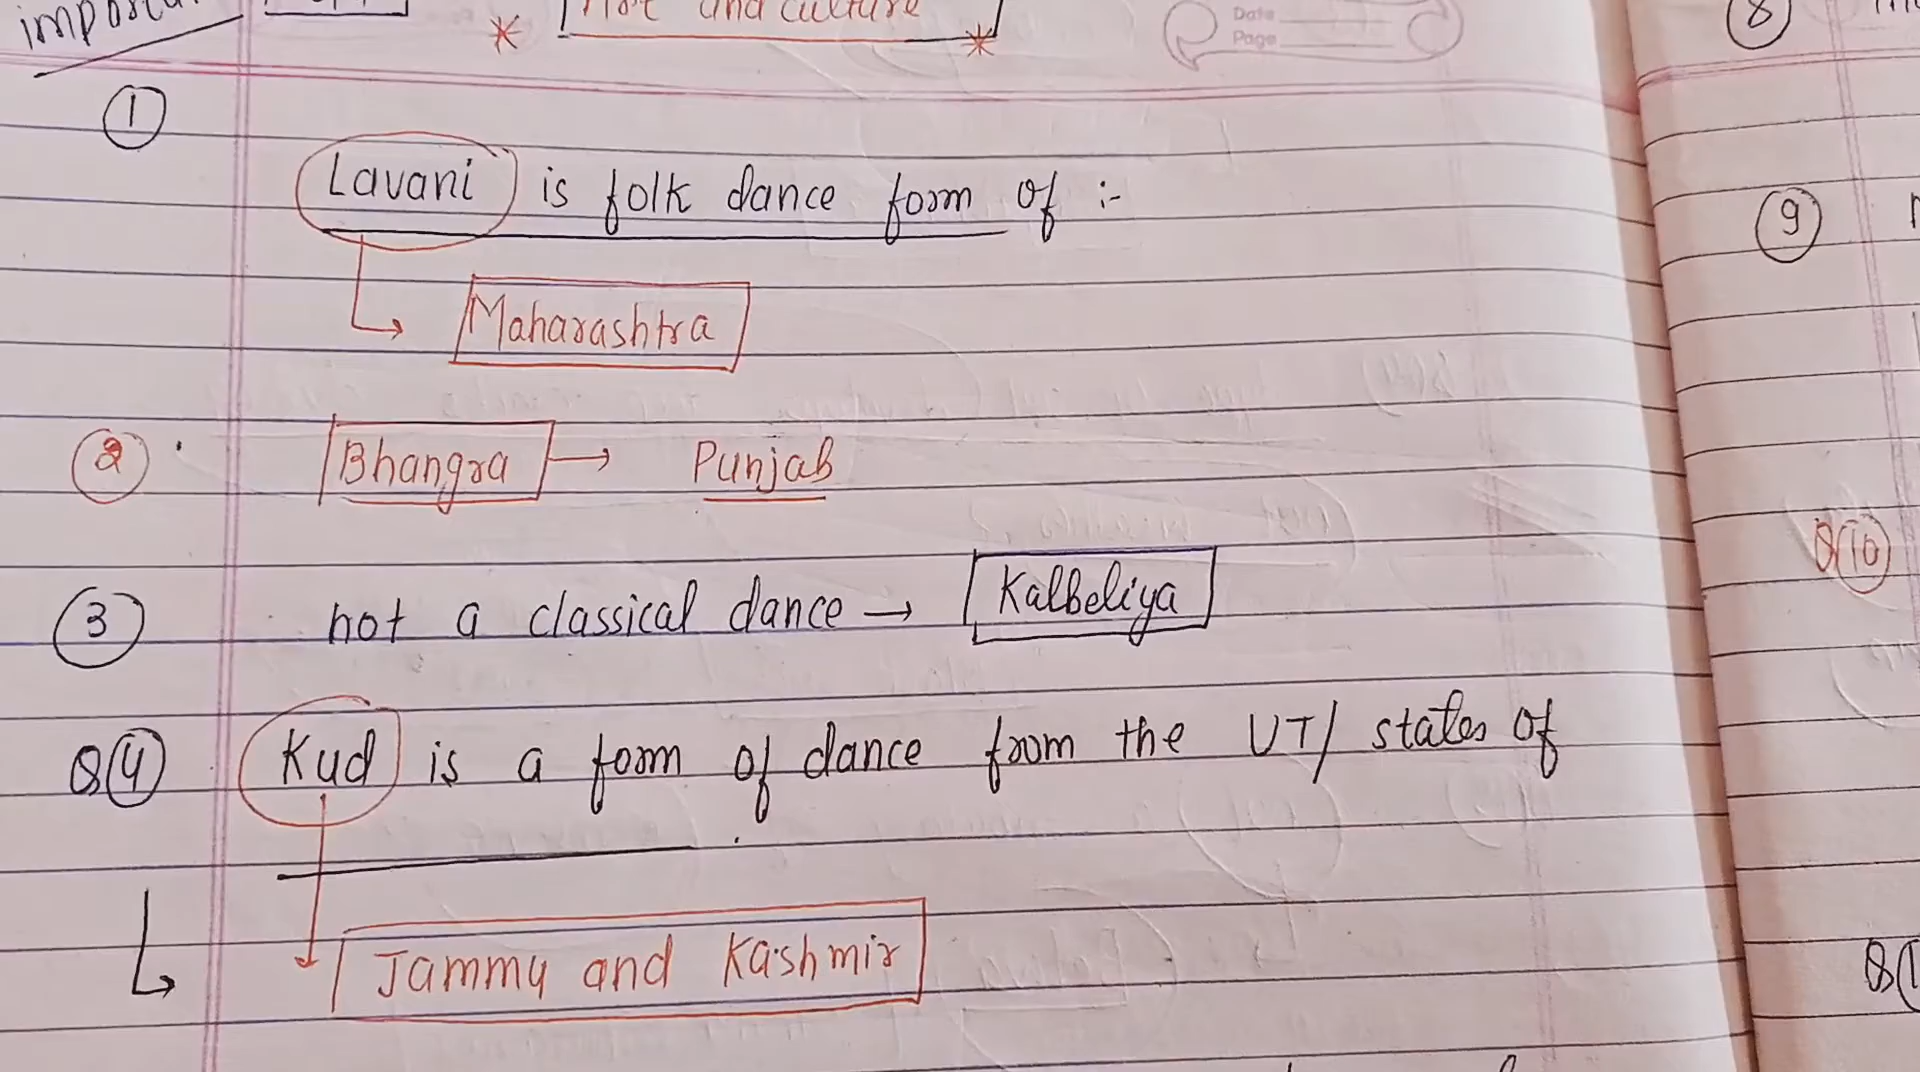 Art and culture
Date
Page
①
Lavani is folk dance form of :-
Maharashtra
② Bhangra → Punjab
③ not a classical dance → Kalbeliya
Q④ Kud is a form of dance from the UT/ states of
Jammu and Kashmir
8
9
Q⑩